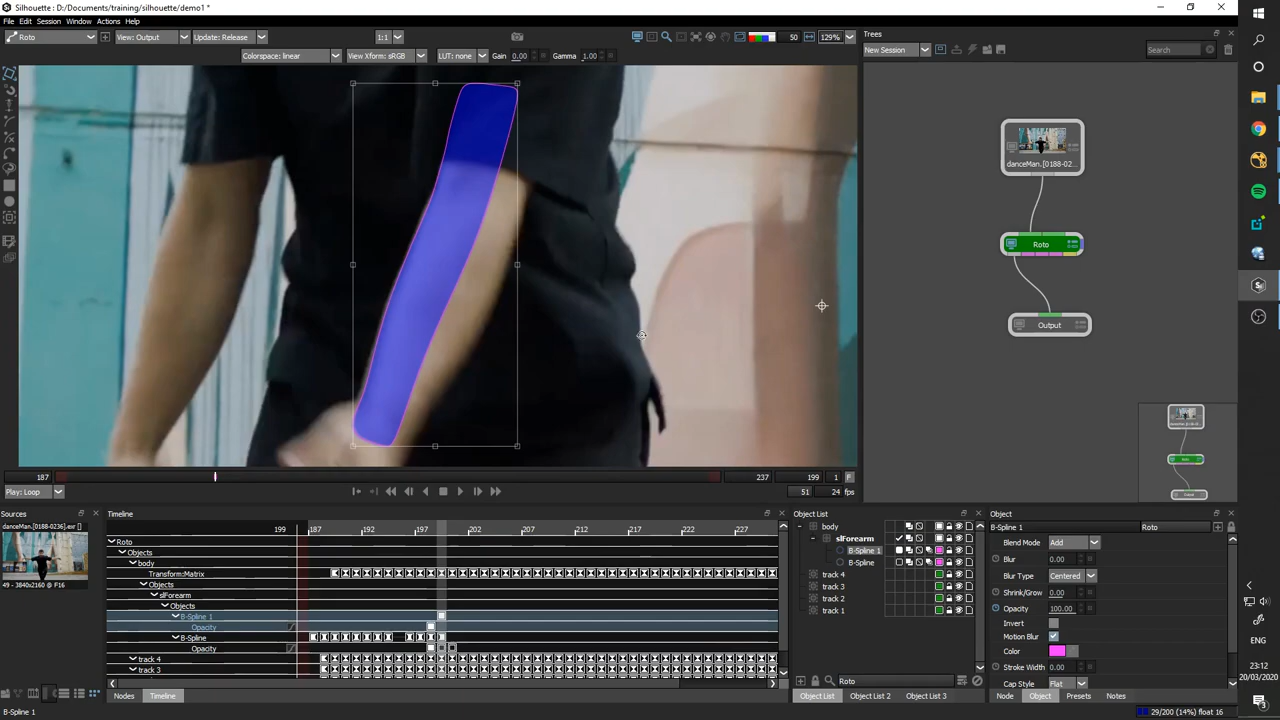 Silhouette : D:/Documents/training/silhouette/demo1 *
File Edit Session Window Actions Help
Roto View: Output Update: Release 1:1 50 129%
Colorspace: linear View Xform: sRGB LUT: none Gain 0.00 Gamma 1.00
Trees
New Session Search
danceMan.[0188-02...
Roto
Output
187 237 199 1 F
Play: Loop 51 24 fps
Sources
danceMan.[0188-0236].exr []
49 - 3840x2160 @ F16
Timeline
199 187 192 197 202 207 212 217 222 227
Roto
Objects
body
Transform:Matrix
Objects
slForearm
Objects
B-Spline 1
Opacity
B-Spline
Opacity
track 4
track 3
Nodes Timeline
Object List
body
slForearm
B-Spline 1
B-Spline
track 4
track 3
track 2
track 1
Roto
Object List Object List 2 Object List 3
Object
B-Spline 1 Roto
Blend Mode Add
Blur 0.00
Blur Type Centered
Shrink/Grow 0.00
Opacity 100.00
Invert
Motion Blur
Color
Stroke Width 0.00
Cap Style Flat
Node Object Presets Notes
B-Spline 1
29/200 (14%) float 16
ENG
23:12
20/03/2020